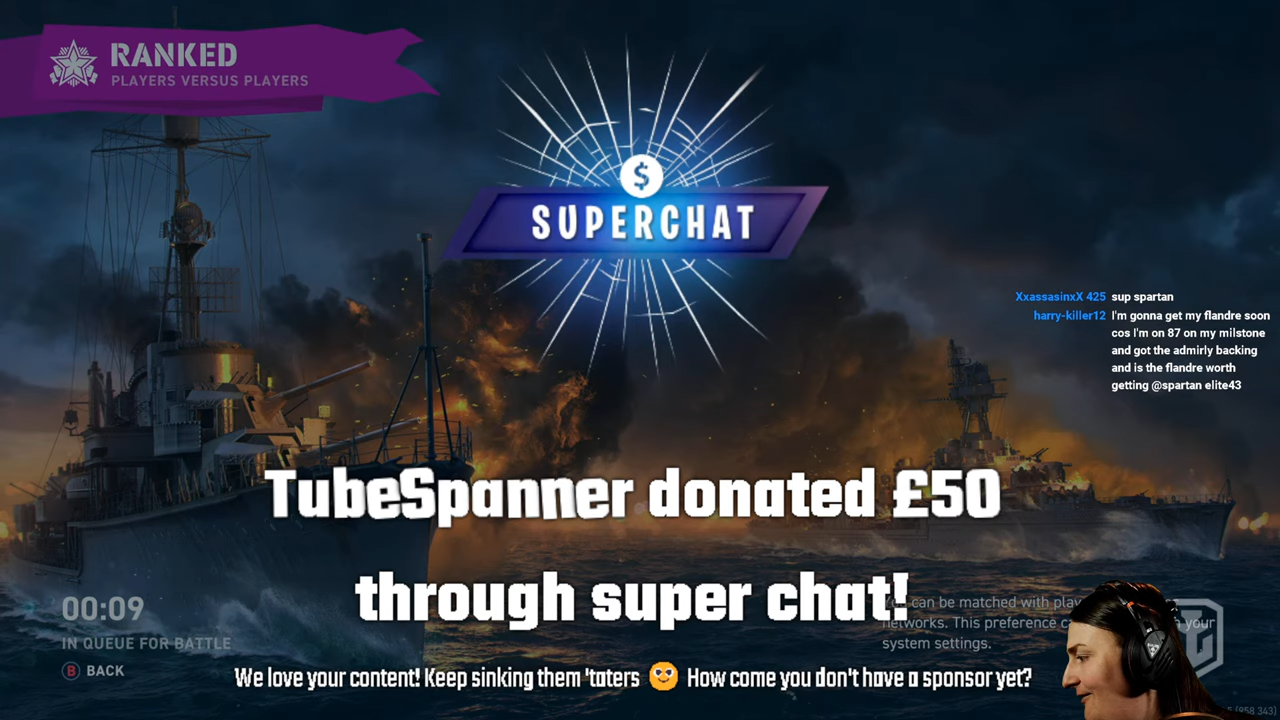 RANKED
PLAYERS VERSUS PLAYERS
$
SUPERCHAT
XxassasinxX 425 sup spartan
harry-killer12 I'm gonna get my flandre soon
cos I'm on 87 on my milstone
and got the admirly backing
and is the flandre worth
getting @spartan elite43
TubeSpanner donated £50
through super chat!
00:09
IN QUEUE FOR BATTLE
B BACK
can be matched with
networks. This preference your
system settings.
We love your content! Keep sinking them 'taters 😎 How come you don't have a sponsor yet?